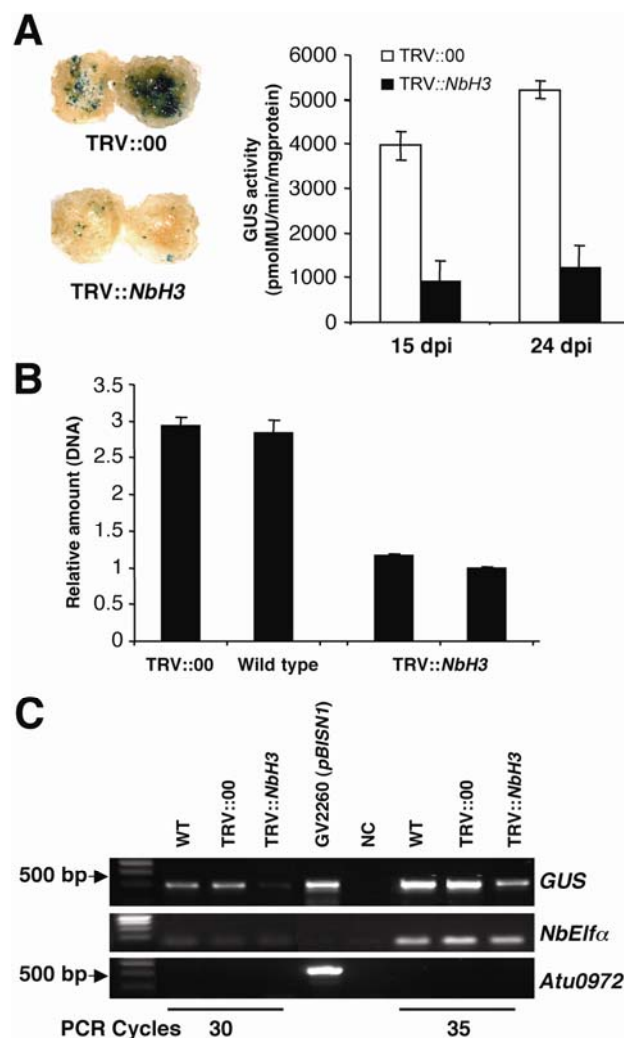 A
TRV::00
TRV::NbH3
TRV::00
TRV::NbH3
GUS activity
(pmolMU/min/mgprotein)
6000
5000
4000
3000
2000
1000
0
15 dpi
24 dpi
B
Relative amount (DNA)
3.5
3
2.5
2
1.5
1
0.5
0
TRV::00
Wild type
TRV::NbH3
C
WT
TRV::00
TRV::NbH3
GV2260 (pBISN1)
NC
WT
TRV::00
TRV::NbH3
500 bp
GUS
NbElfα
500 bp
Atu0972
PCR Cycles 30 35